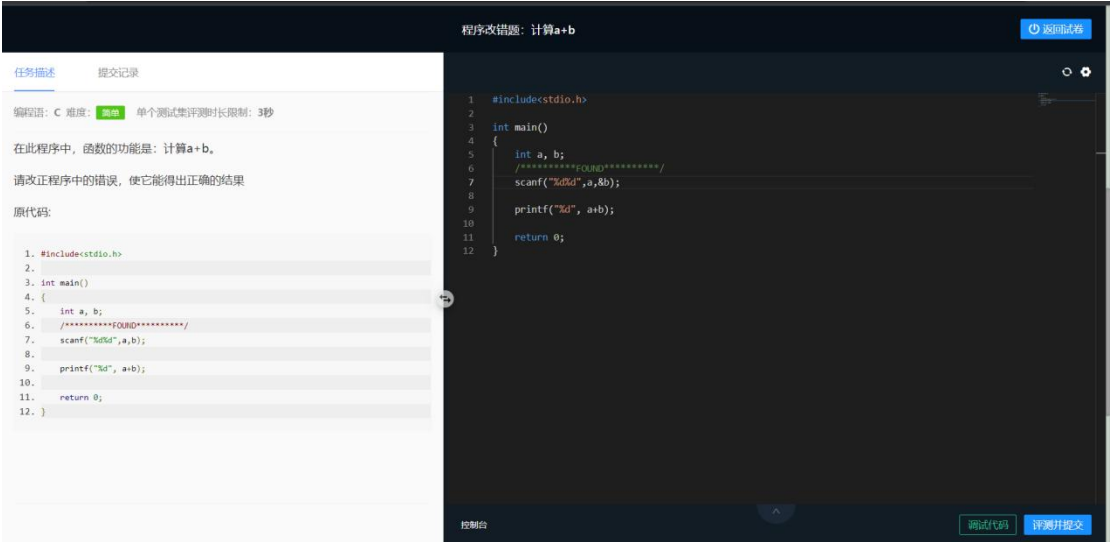 程序改错题：计算a+b
返回试卷
任务描述 提交记录
编程语：C 难度：简单 单个测试集评测时长限制：3秒
在此程序中，函数的功能是：计算a+b。
请改正程序中的错误，使它能得出正确的结果
原代码:
1. #include<stdio.h>
2.
3. int main()
4. {
5. int a, b;
6. /**********FOUND**********/
7. scanf("%d%d",a,b);
8.
9. printf("%d", a+b);
10.
11. return 0;
12. }
1 #include<stdio.h>
2
3 int main()
4 {
5 int a, b;
6 /**********FOUND**********/
7 scanf("%d%d",a,&b);
8
9 printf("%d", a+b);
10
11 return 0;
12 }
控制台
调试代码
评测并提交